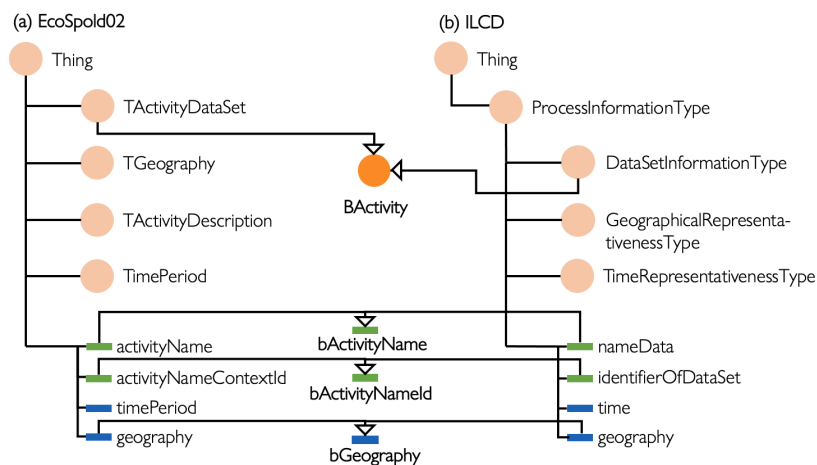 (a) EcoSpold02
Thing
TActivityDataSet
TGeography
TActivityDescription
TimePeriod
activityName
activityNameContextId
timePeriod
geography
BActivity
bActivityName
bActivityNameId
bGeography
(b) ILCD
Thing
ProcessInformationType
DataSetInformationType
GeographicalRepresenta-
tivenessType
TimeRepresentativenessType
nameData
identifierOfDataSet
time
geography